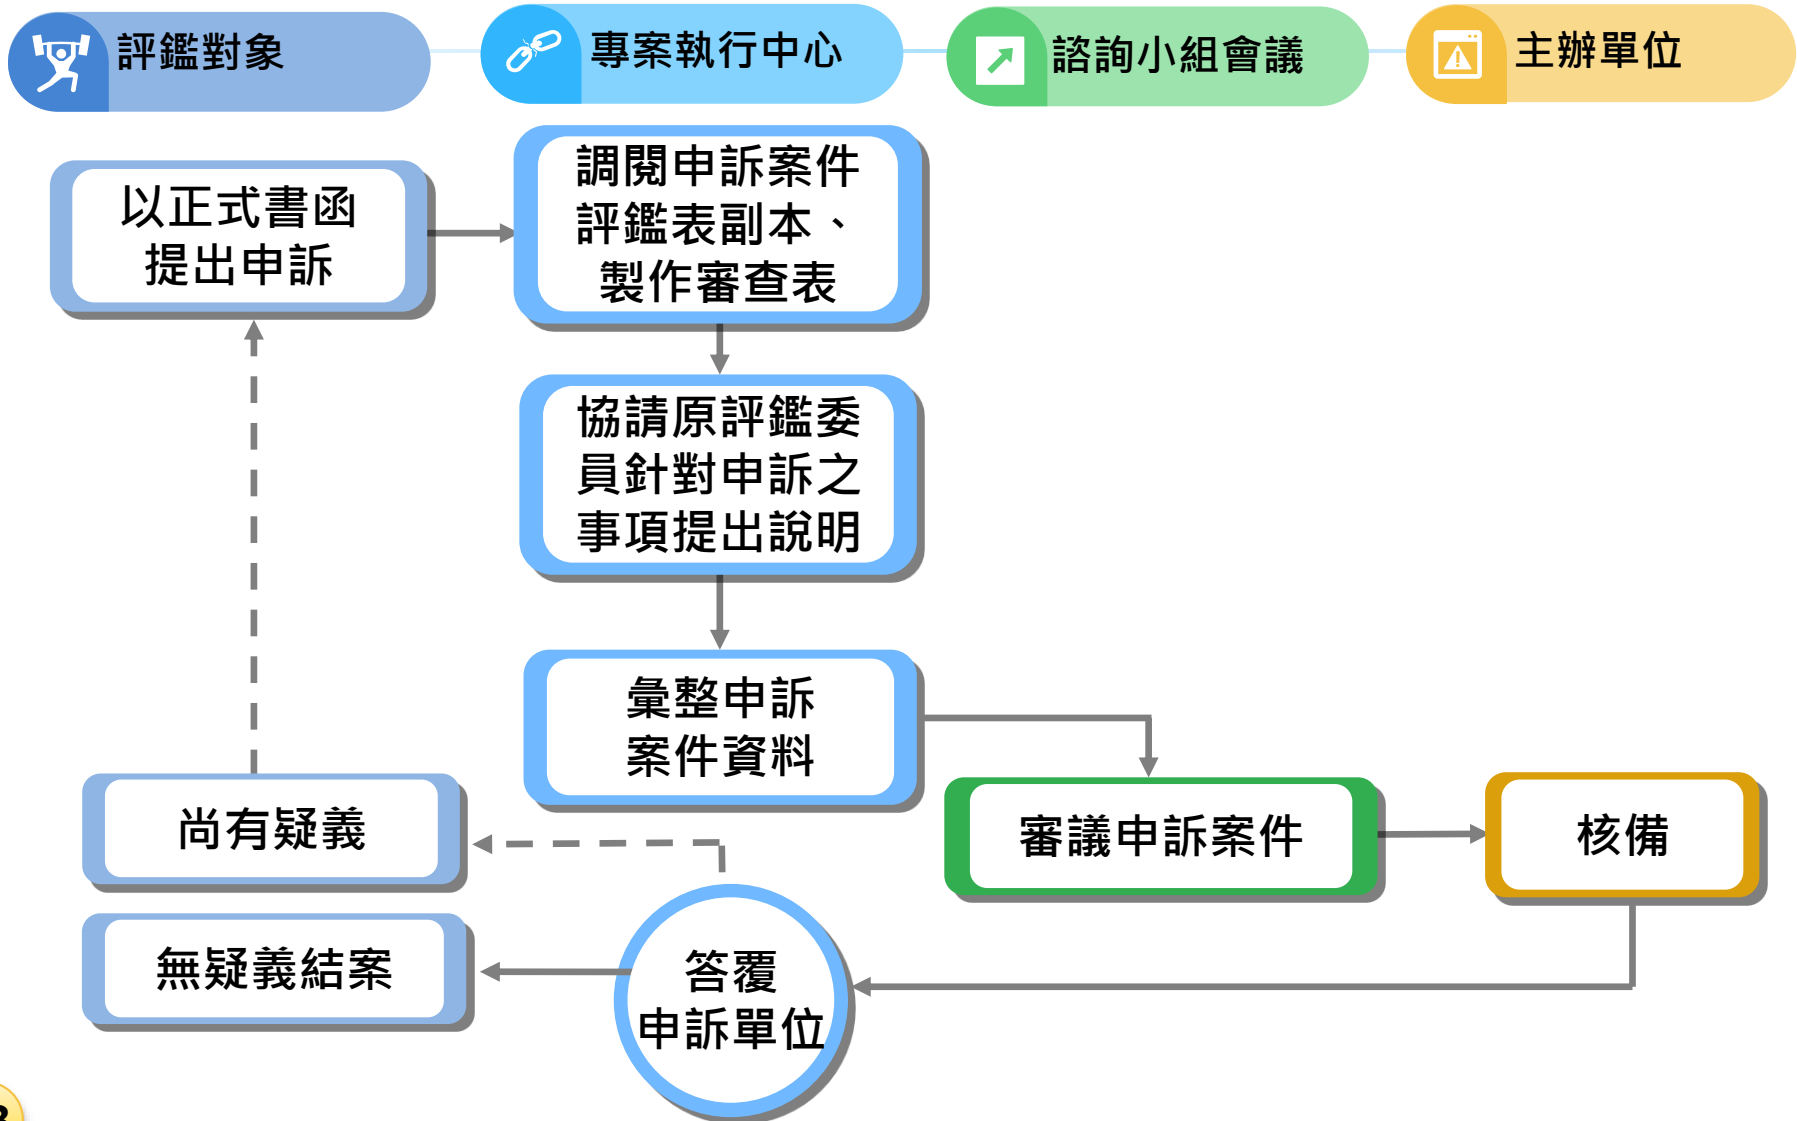 評鑑對象
專案執行中心
諮詢小組會議
主辦單位
以正式書函
提出申訴
調閱申訴案件
評鑑表副本、
製作審查表
協請原評鑑委
員針對申訴之
事項提出說明
彙整申訴
案件資料
審議申訴案件
核備
尚有疑義
無疑義結案
答覆
申訴單位